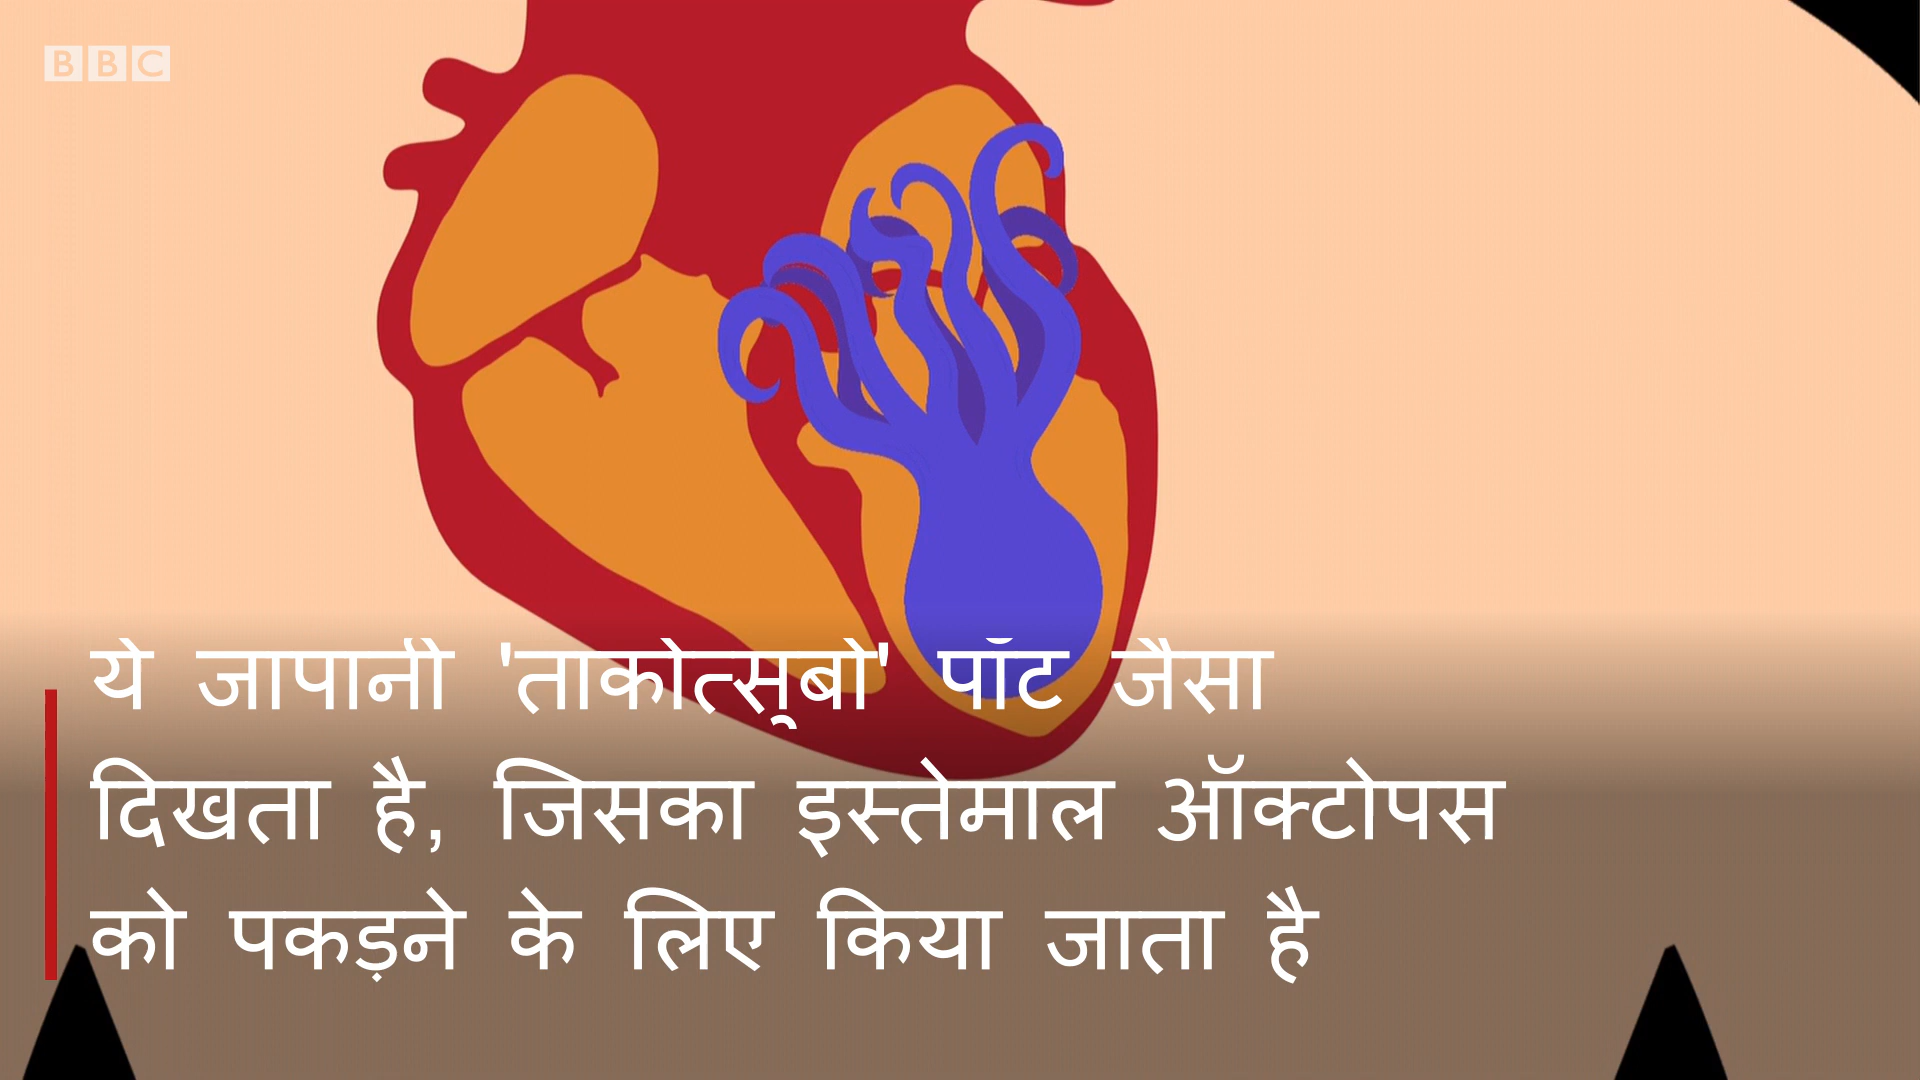 BBC
ये जापानी 'ताकोत्सुबो' पॉट जैसा
दिखता है, जिसका इस्तेमाल ऑक्टोपस
को पकड़ने के लिए किया जाता है